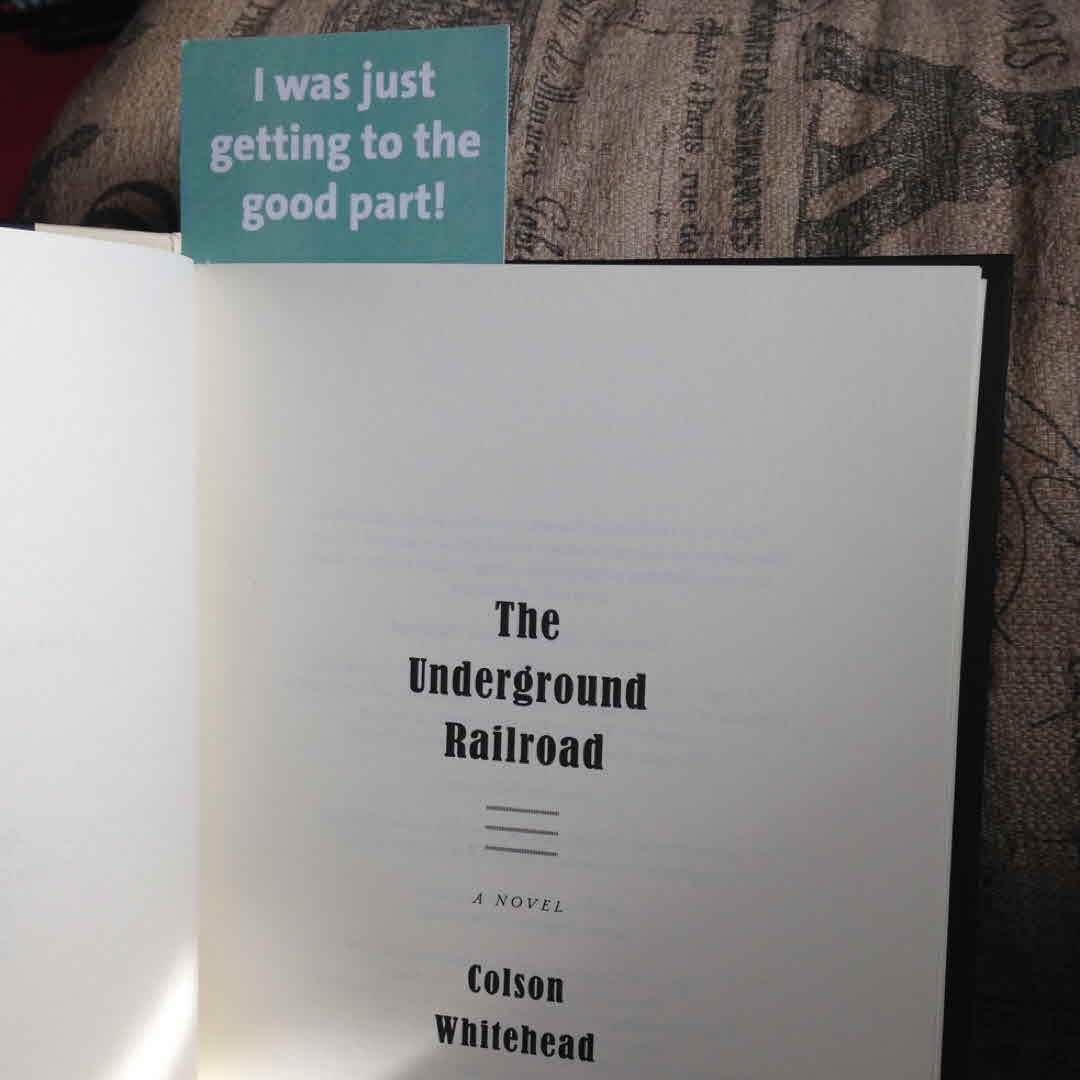 I was just
getting to the
good part!
The
Underground
Railroad
A NOVEL
Colson
Whitehead